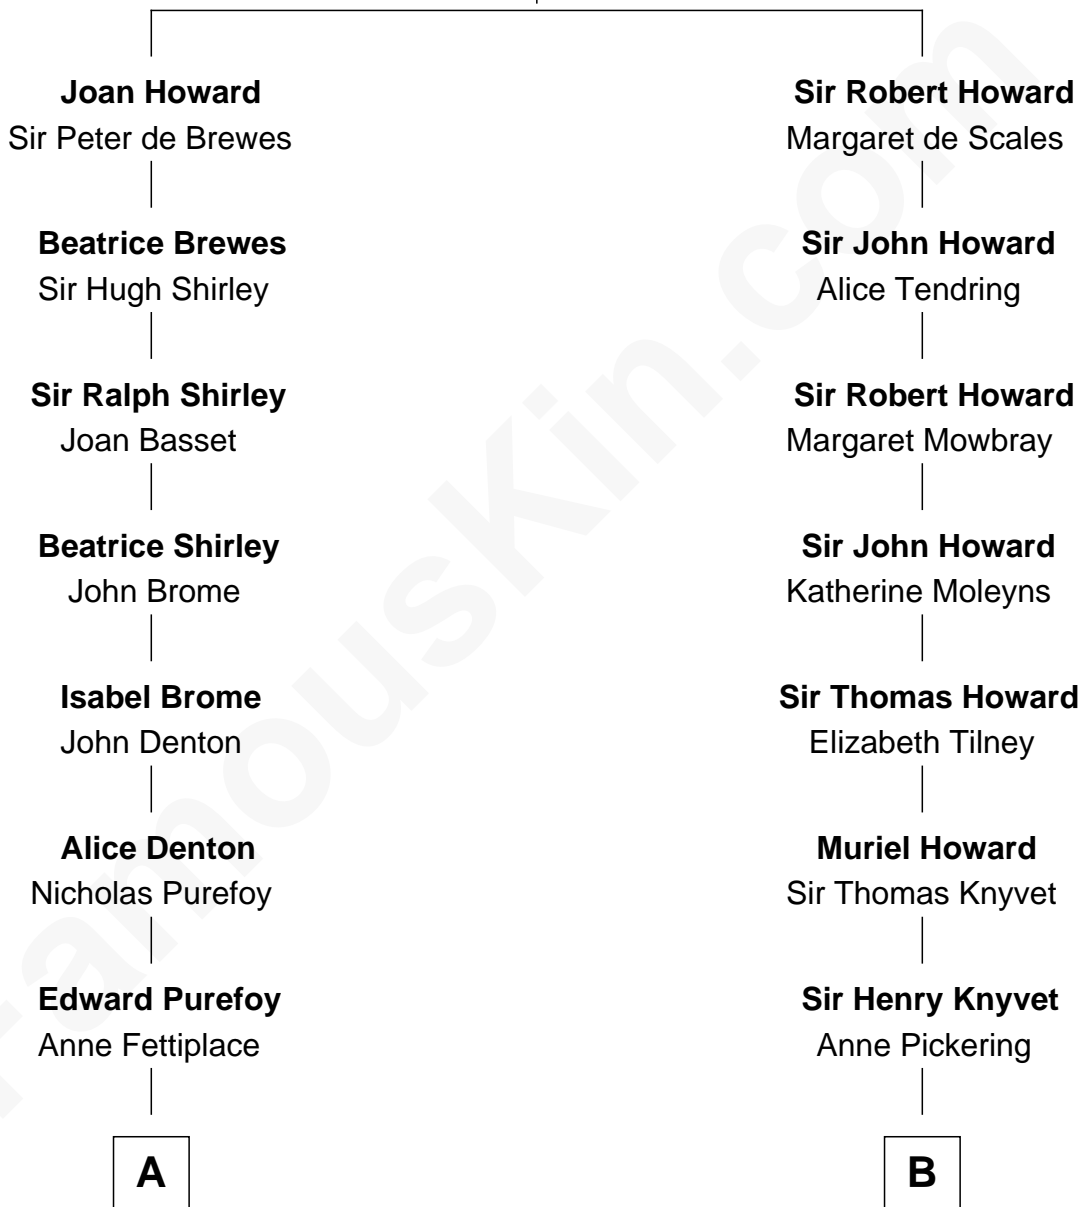 Joan Howard
Sir Peter de Brewes
Beatrice Brewes
Sir Hugh Shirley
Sir Ralph Shirley
Joan Basset
Beatrice Shirley
John Brome
Isabel Brome
John Denton
Alice Denton
Nicholas Purefoy
Edward Purefoy
Anne Fettiplace
A
Sir Robert Howard
Margaret de Scales
Sir John Howard
Alice Tendring
Sir Robert Howard
Margaret Mowbray
Sir John Howard
Katherine Moleyns
Sir Thomas Howard
Elizabeth Tilney
Muriel Howard
Sir Thomas Knyvet
Sir Henry Knyvet
Anne Pickering
B
FamousKin.com